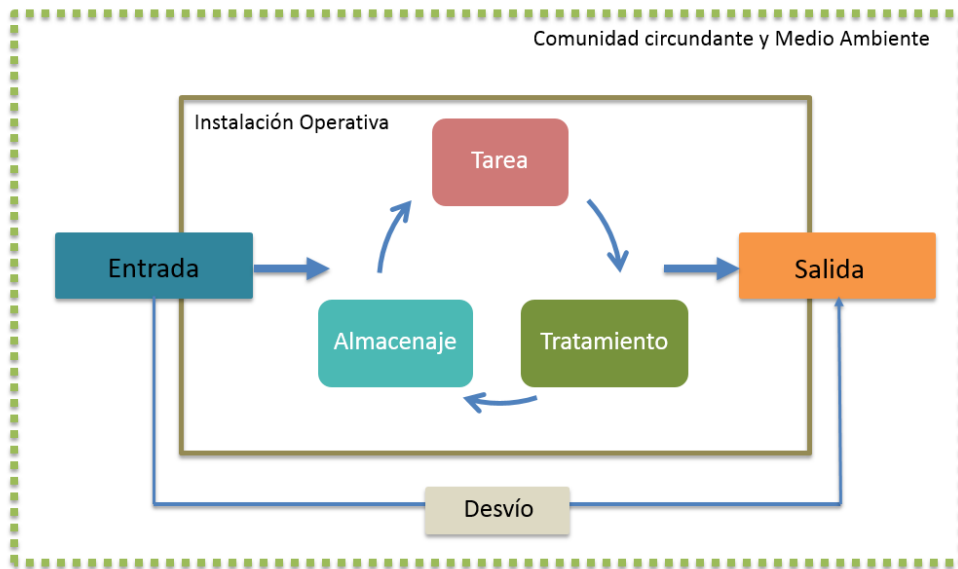 Comunidad circundante y Medio Ambiente
Instalación Operativa
Tarea
Entrada
Salida
Almacenaje
Tratamiento
Desvío